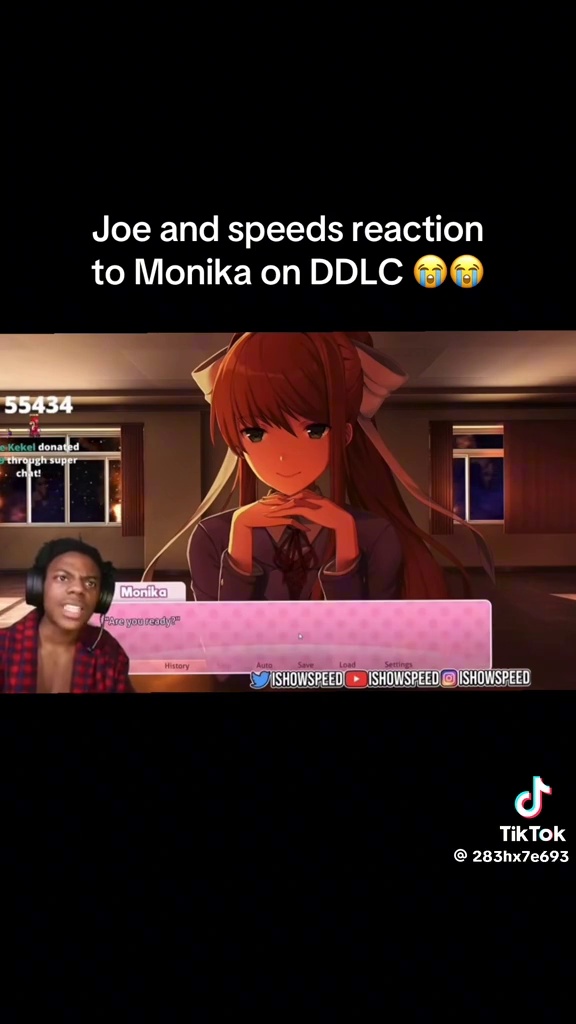 Joe and speeds reaction
to Monika on DDLC 😭😭
55434
Kekel donated
through super
chat!
Monika
"Are you ready?"
History
Auto
Save
Load
Settings
ISHOWSPEED ISHOWSPEED ISHOWSPEED
TikTok
@ 283hx7e693